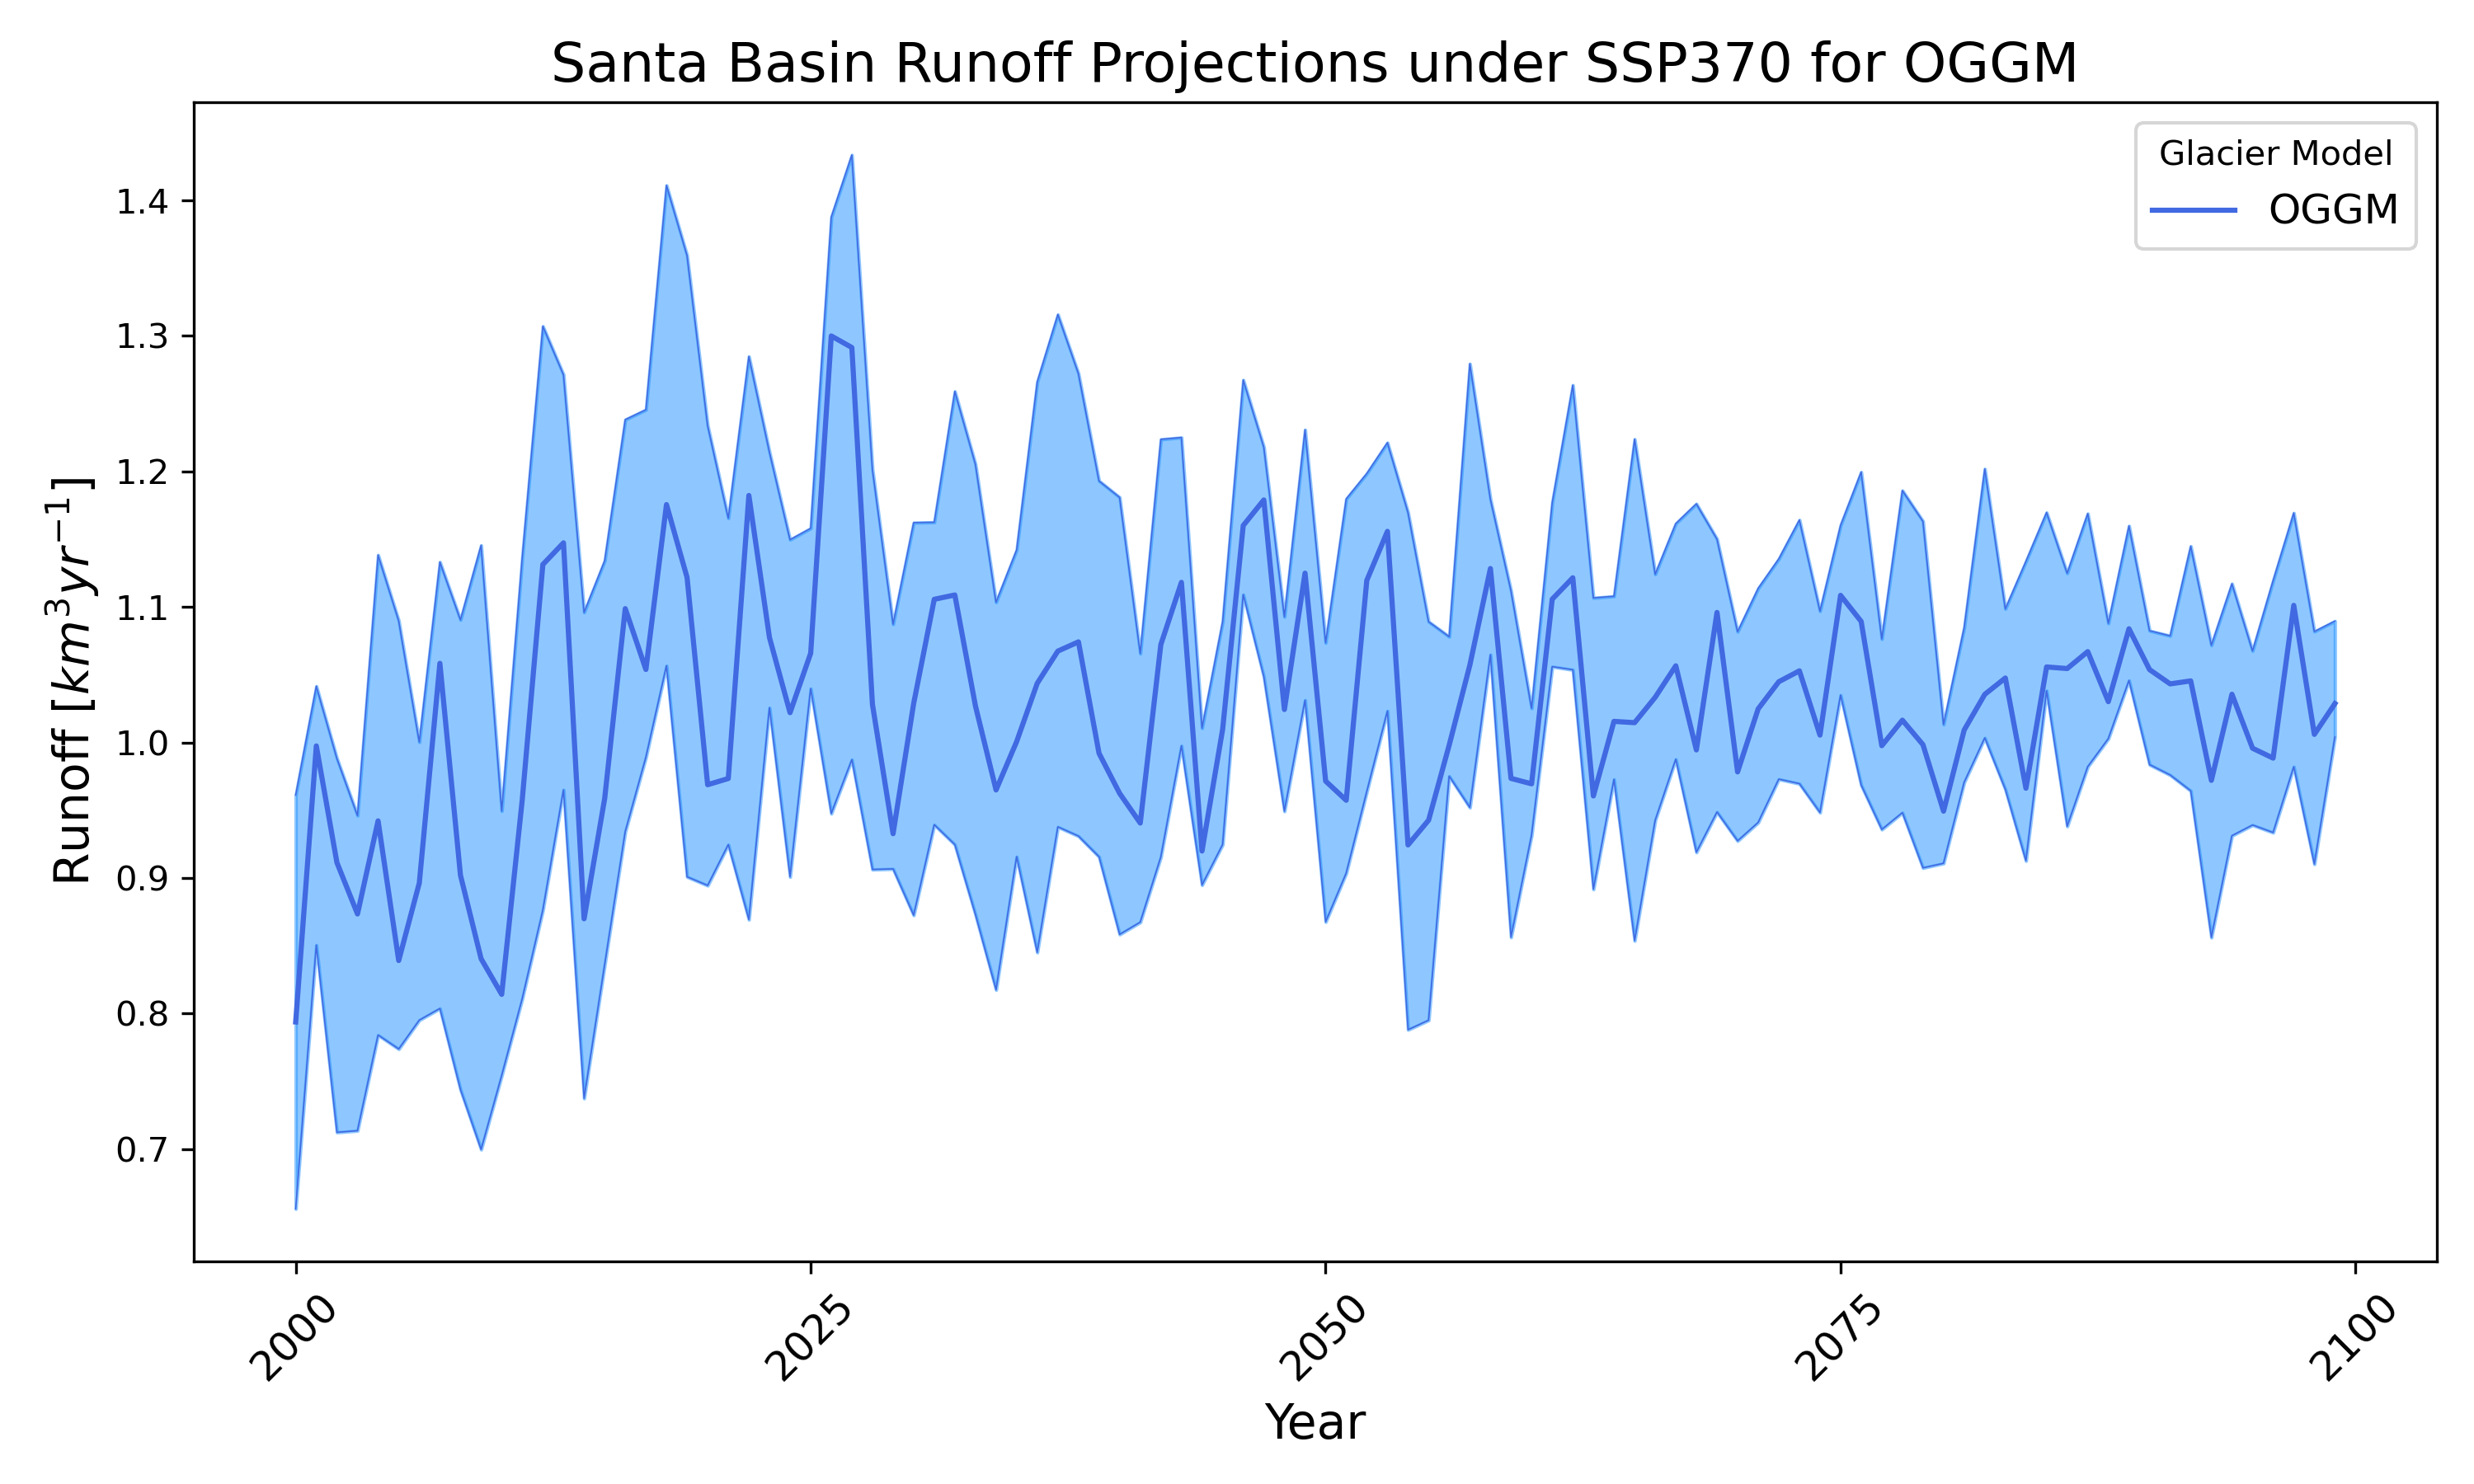 Santa Basin Runoff Projections under SSP370 for OGGM
Glacier Model
OGGM
Runoff [km³yr⁻¹]
1.4
1.3
1.2
1.1
1.0
0.9
0.8
0.7
2000
2025
2050
2075
2100
Year